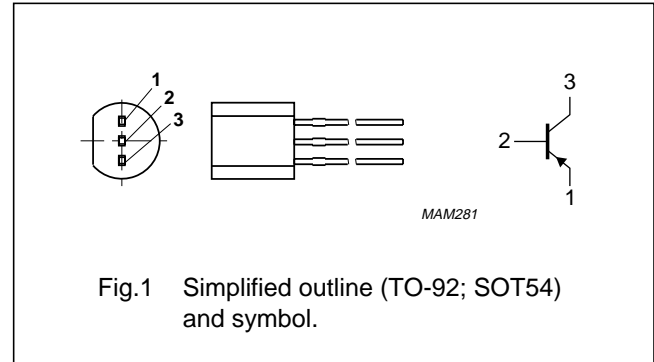 1
2
3
3
2
1
MAM281
Fig.1 Simplified outline (TO-92; SOT54)
and symbol.